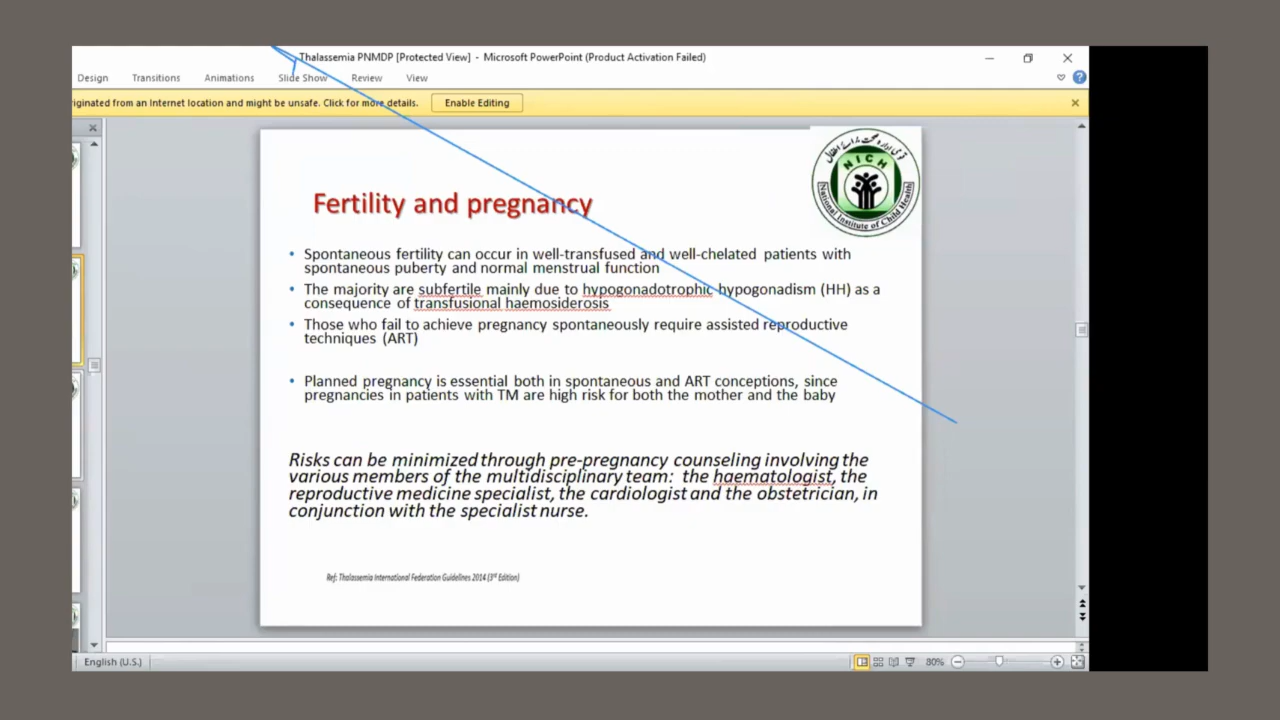 Thalassemia PNMDP [Protected View] - Microsoft PowerPoint (Product Activation Failed)
Design Transitions Animations Slide Show Review View
iginated from an Internet location and might be unsafe. Click for more details. Enable Editing
قومی ادارہ صحت برائے اطفال
NICH
National Institute of Child Health
Fertility and pregnancy
• Spontaneous fertility can occur in well-transfused and well-chelated patients with
spontaneous puberty and normal menstrual function
• The majority are subfertile mainly due to hypogonadotrophic hypogonadism (HH) as a
consequence of transfusional haemosiderosis
• Those who fail to achieve pregnancy spontaneously require assisted reproductive
techniques (ART)
• Planned pregnancy is essential both in spontaneous and ART conceptions, since
pregnancies in patients with TM are high risk for both the mother and the baby
Risks can be minimized through pre-pregnancy counseling involving the
various members of the multidisciplinary team: the haematologist, the
reproductive medicine specialist, the cardiologist and the obstetrician, in
conjunction with the specialist nurse.
Ref: Thalassemia International Federation Guidelines 2014 (3rd Edition)
English (U.S.) 80%